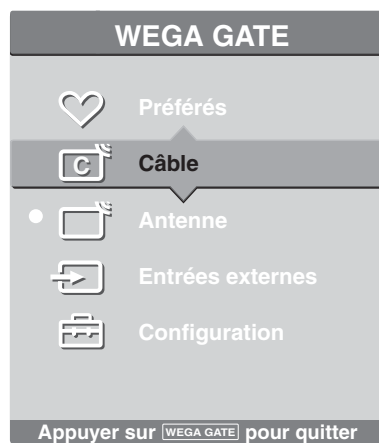 WEGA GATE
Préférés
C Câble
Antenne
Entrées externes
Configuration
Appuyer sur WEGA GATE pour quitter